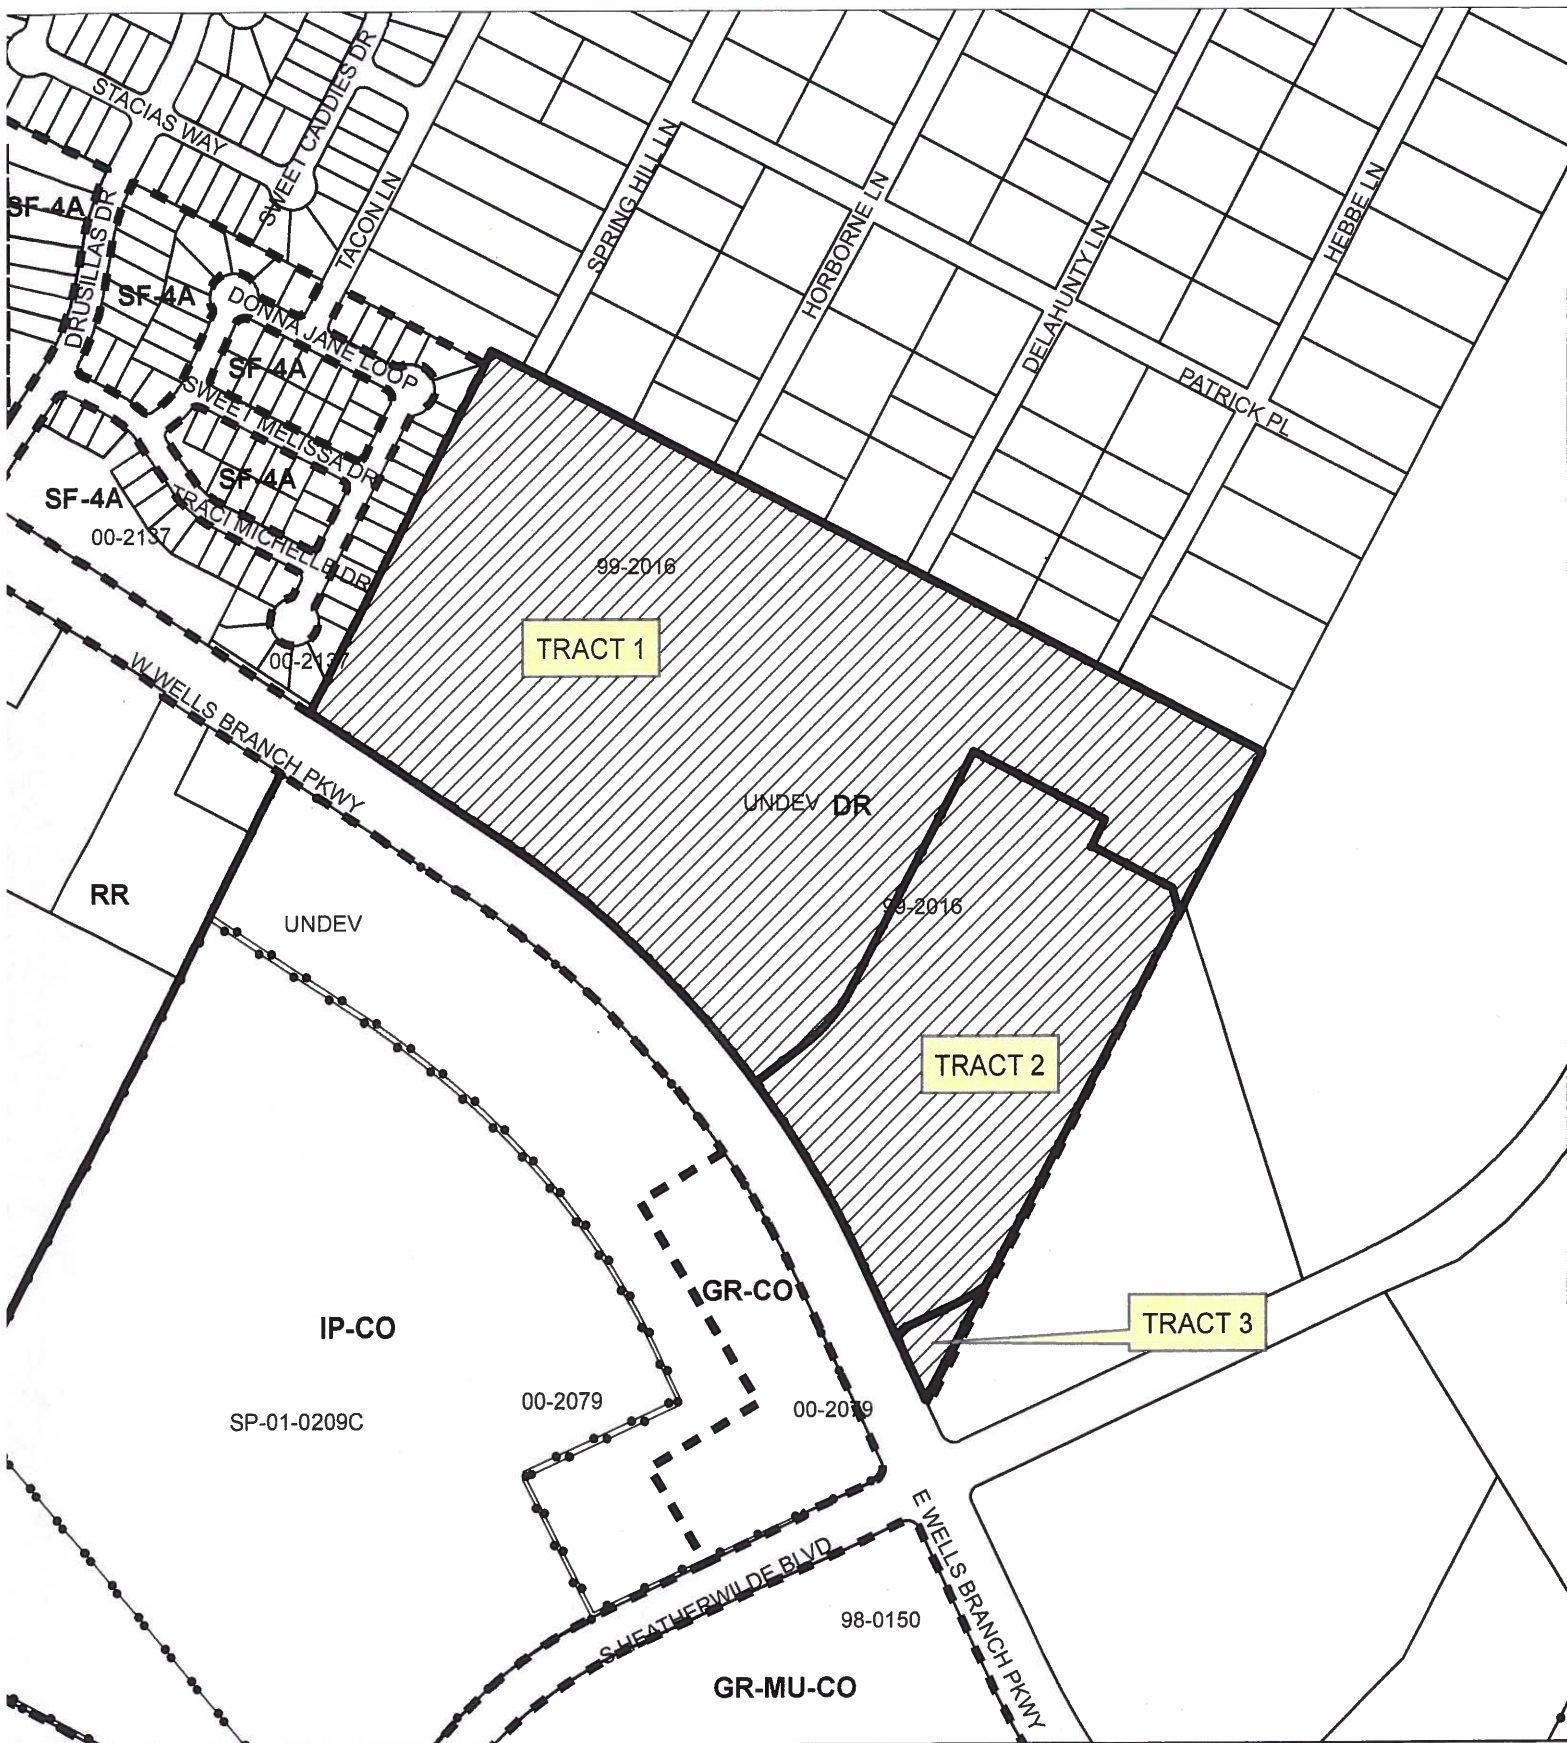 STACIAS WAY
SWEET CADDIES DR
TACON LN
SPRING HILL LN
HORBORNE LN
DELAHUNTY LN
HEBBE LN
PATRICK PL
SF-4A
DRUSILLAS DR
SF-4A
DONNA JANE LOOP
SF-4A
SWEET MELISSA DR
SF-4A
SF-4A
TRACI MICHELLE DR
00-2137
00-2137
99-2016
TRACT 1
W WELLS BRANCH PKWY
UNDEV DR
RR
UNDEV
99-2016
TRACT 2
GR-CO
TRACT 3
IP-CO
00-2079
00-2079
SP-01-0209C
E WELLS BRANCH PKWY
S HEATHERWILDE BLVD
98-0150
GR-MU-CO